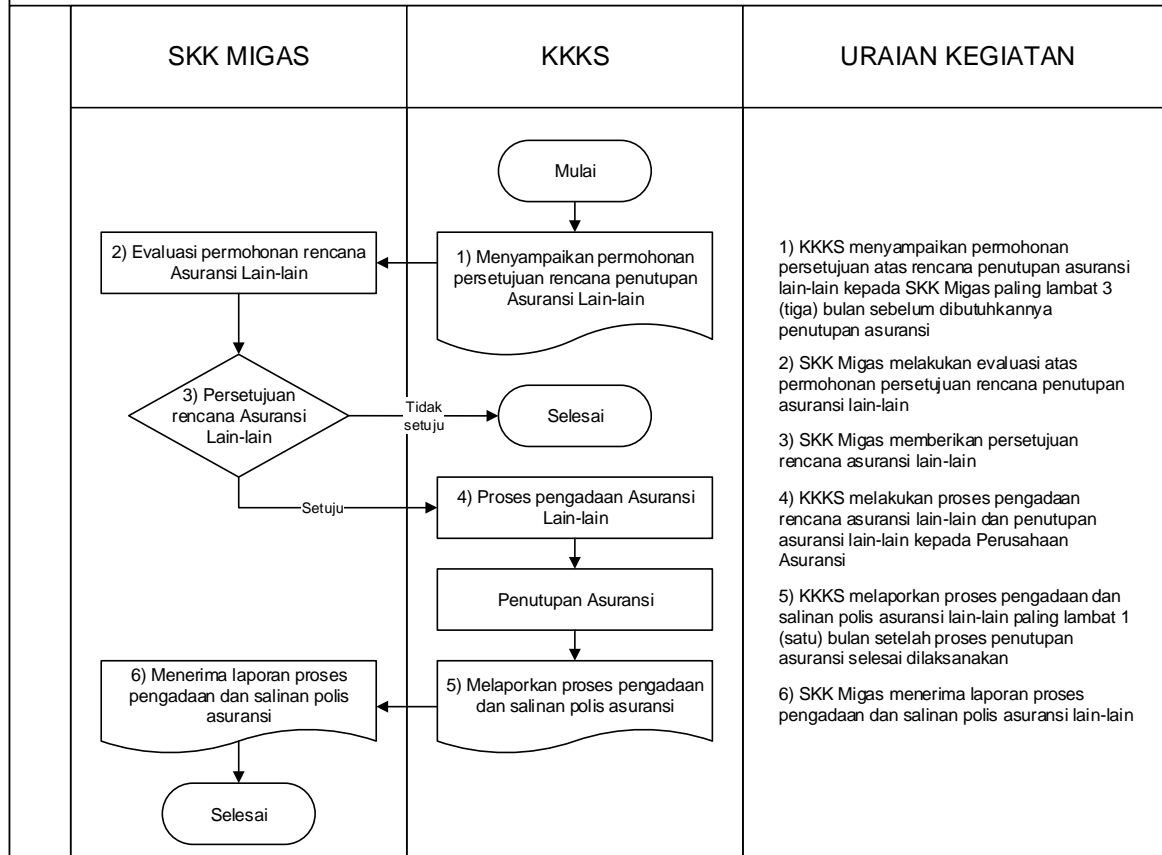 SKK MIGAS
KKKS
URAIAN KEGIATAN
Mulai
1) Menyampaikan permohonan
persetujuan rencana penutupan
Asuransi Lain-lain
2) Evaluasi permohonan rencana
Asuransi Lain-lain
3) Persetujuan
rencana Asuransi
Lain-lain
Tidak
setuju
Selesai
Setuju
4) Proses pengadaan Asuransi
Lain-lain
Penutupan Asuransi
5) Melaporkan proses pengadaan
dan salinan polis asuransi
6) Menerima laporan proses
pengadaan dan salinan polis
asuransi
Selesai
1) KKKS menyampaikan permohonan
persetujuan atas rencana penutupan asuransi
lain-lain kepada SKK Migas paling lambat 3
(tiga) bulan sebelum dibutuhkannya
penutupan asuransi
2) SKK Migas melakukan evaluasi atas
permohonan persetujuan rencana penutupan
asuransi lain-lain
3) SKK Migas memberikan persetujuan
rencana asuransi lain-lain
4) KKKS melakukan proses pengadaan
rencana asuransi lain-lain dan penutupan
asuransi lain-lain kepada Perusahaan
Asuransi
5) KKKS melaporkan proses pengadaan dan
salinan polis asuransi lain-lain paling lambat 1
(satu) bulan setelah proses penutupan
asuransi selesai dilaksanakan
6) SKK Migas menerima laporan proses
pengadaan dan salinan polis asuransi lain-lain